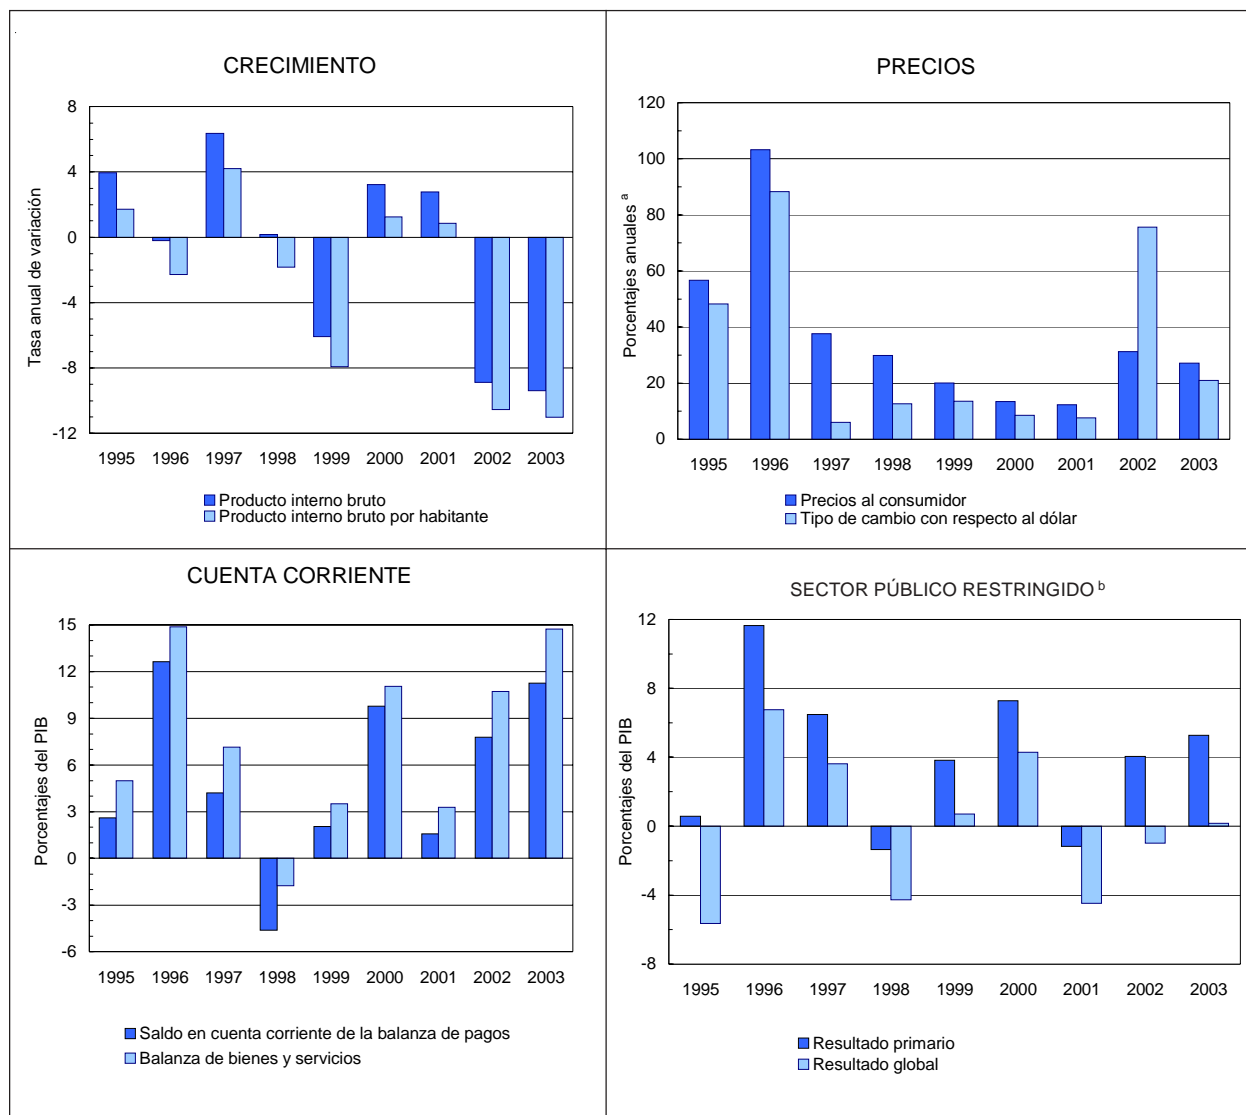 CRECIMIENTO
Tasa anual de variación
8
4
0
-4
-8
-12
1995 1996 1997 1998 1999 2000 2001 2002 2003
Producto interno bruto
Producto interno bruto por habitante
PRECIOS
Porcentajes anuales a
120
100
80
60
40
20
0
1995 1996 1997 1998 1999 2000 2001 2002 2003
Precios al consumidor
Tipo de cambio con respecto al dólar
CUENTA CORRIENTE
Porcentajes del PIB
15
12
9
6
3
0
-3
-6
1995 1996 1997 1998 1999 2000 2001 2002 2003
Saldo en cuenta corriente de la balanza de pagos
Balanza de bienes y servicios
SECTOR PÚBLICO RESTRINGIDO b
Porcentajes del PIB
12
8
4
0
-4
-8
1995 1996 1997 1998 1999 2000 2001 2002 2003
Resultado primario
Resultado global